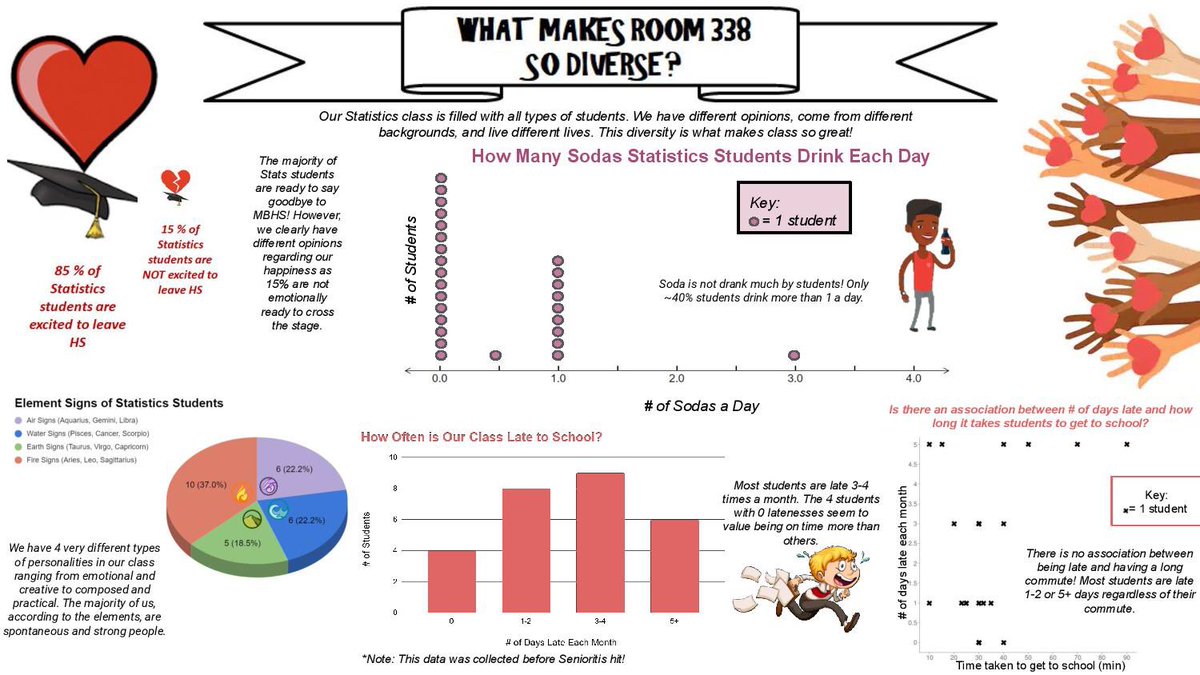 WHAT MAKES ROOM 338
SO DIVERSE?
Our Statistics class is filled with all types of students. We have different opinions, come from different
backgrounds, and live different lives. This diversity is what makes class so great!
85 % of
Statistics
students are
excited to leave
HS
15 % of
Statistics
students are
NOT excited to
leave HS
The majority of
Stats students
are ready to say
goodbye to
MBHS! However,
we clearly have
different opinions
regarding our
happiness as
15% are not
emotionally
ready to cross
the stage.
How Many Sodas Statistics Students Drink Each Day
# of Students
Key:
= 1 student
Soda is not drank much by students! Only
~40% students drink more than 1 a day.
0.0 1.0 2.0 3.0 4.0
# of Sodas a Day
Element Signs of Statistics Students
Air Signs (Aquarius, Gemini, Libra)
Water Signs (Pisces, Cancer, Scorpio)
Earth Signs (Taurus, Virgo, Capricorn)
Fire Signs (Aries, Leo, Sagittarius)
6 (22.2%)
10 (37.0%)
6 (22.2%)
5 (18.5%)
We have 4 very different types
of personalities in our class
ranging from emotional and
creative to composed and
practical. The majority of us,
according to the elements, are
spontaneous and strong people.
How Often is Our Class Late to School?
# of Students
10
8
6
4
2
0
0 1-2 3-4 5+
# of Days Late Each Month
*Note: This data was collected before Senioritis hit!
Most students are late 3-4
times a month. The 4 students
with 0 latenesses seem to
value being on time more than
others.
Is there an association between # of days late and how
long it takes students to get to school?
# of days late each month
5
4.5
4
3.5
3
2.5
2
1.5
1
0.5
0
10 20 30 40 50 60 70 80 90
Time taken to get to school (min)
Key:
= 1 student
There is no association between
being late and having a long
commute! Most students are late
1-2 or 5+ days regardless of their
commute.